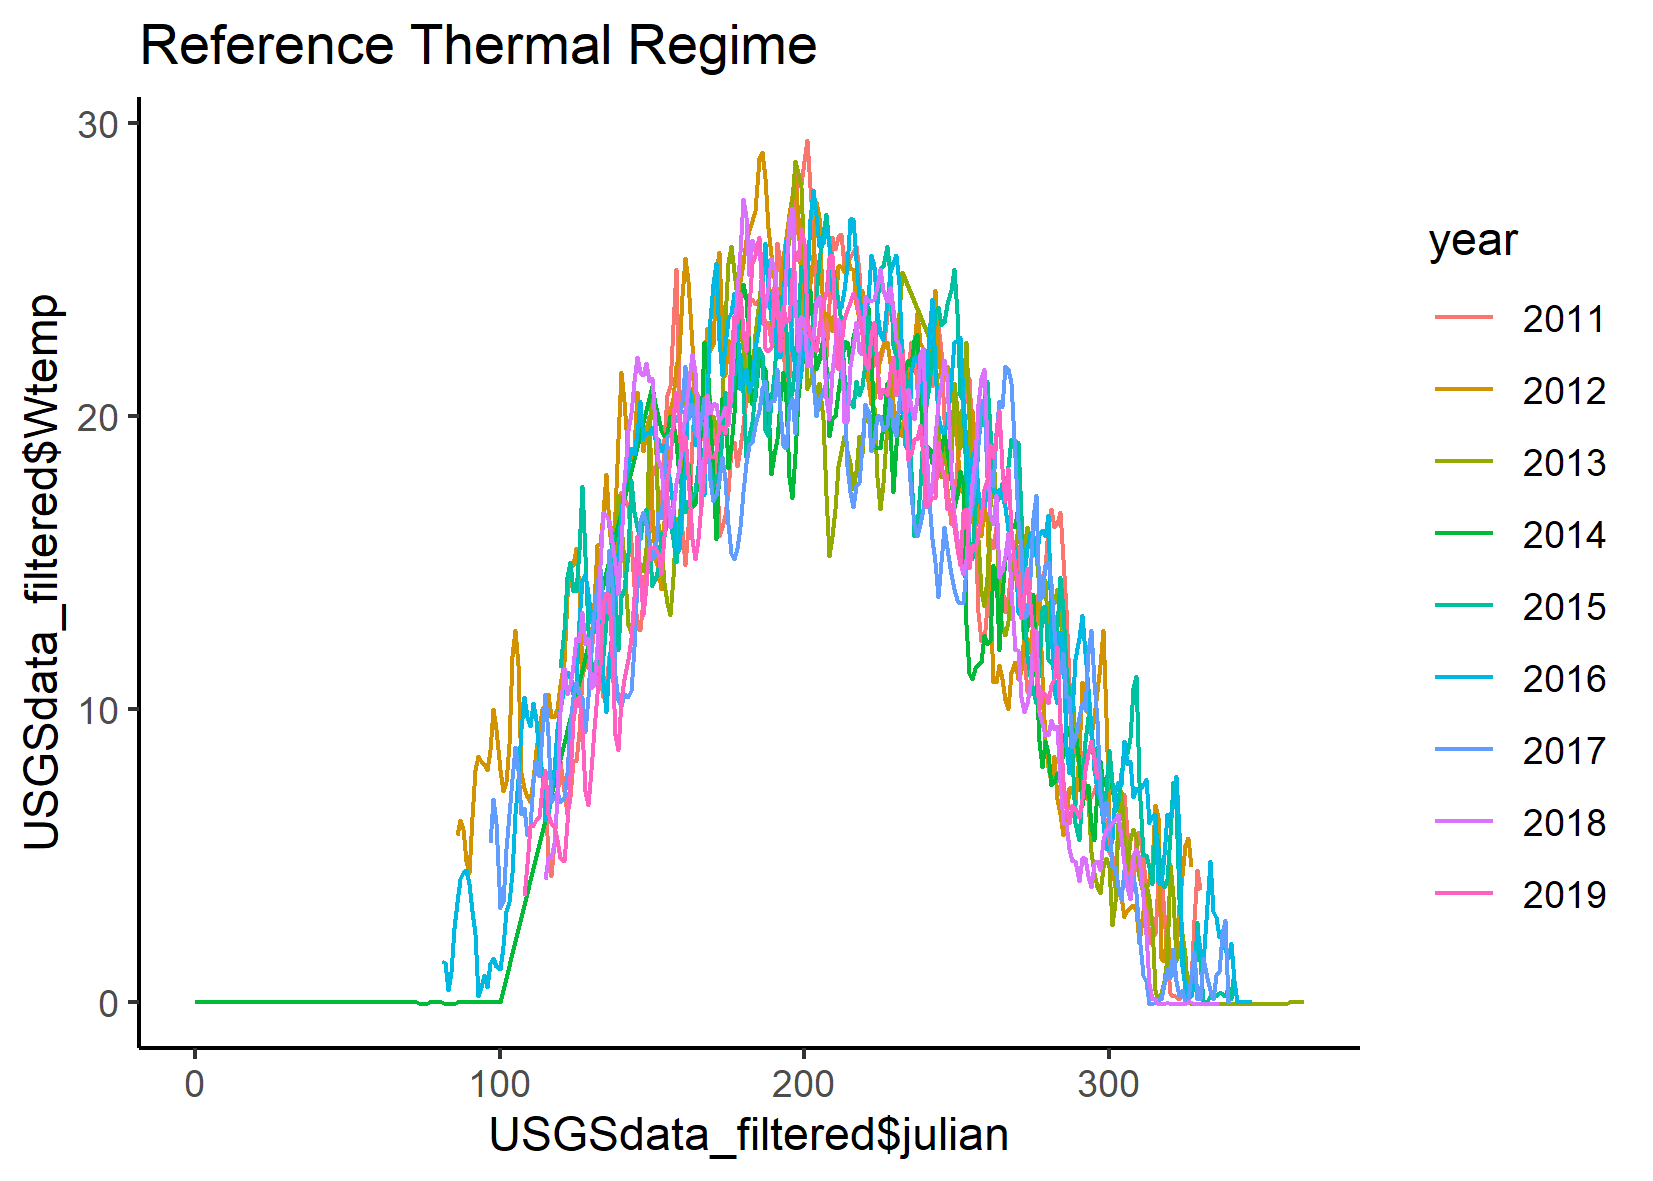 Reference Thermal Regime
USGSdata_filtered$Wtemp
30
20
10
0
0 100 200 300
USGSdata_filtered$julian
year
2011
2012
2013
2014
2015
2016
2017
2018
2019